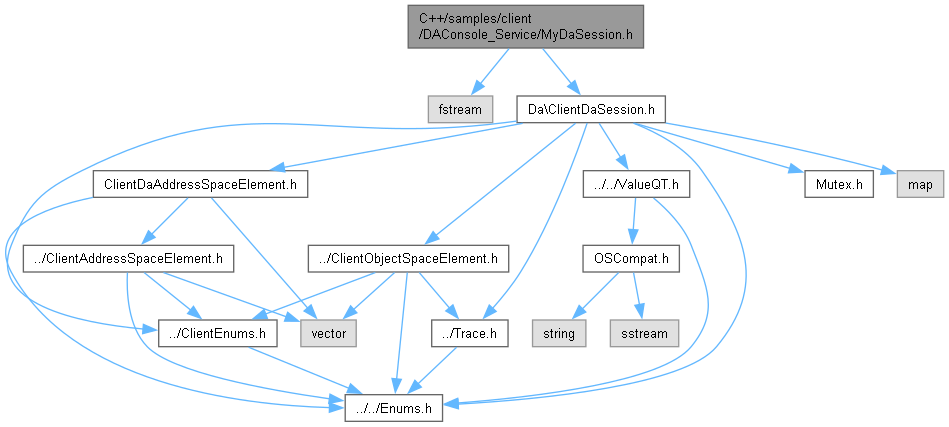 C++/samples/client
/DAConsole_Service/MyDaSession.h
fstream
Da\ClientDaSession.h
ClientDaAddressSpaceElement.h
../../ValueQT.h
Mutex.h
map
../ClientAddressSpaceElement.h
../ClientObjectSpaceElement.h
OSCompat.h
../ClientEnums.h
vector
../Trace.h
string
sstream
../../Enums.h